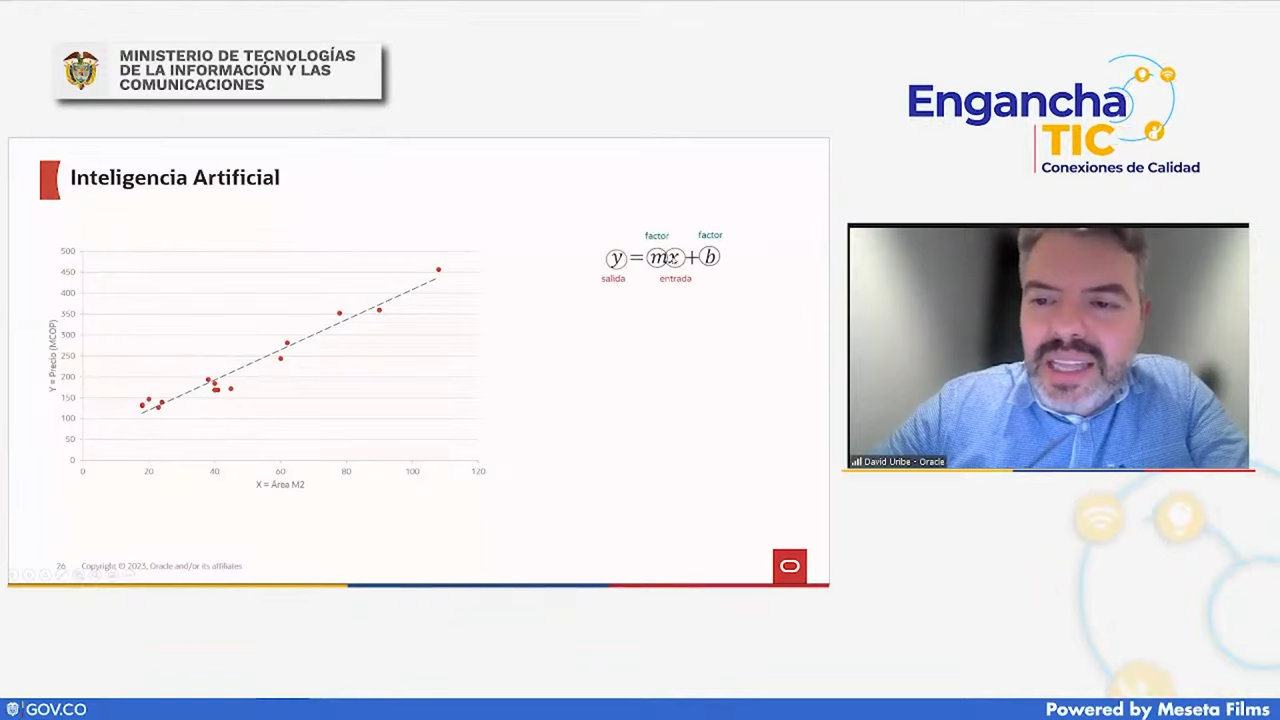 MINISTERIO DE TECNOLOGÍAS
DE LA INFORMACIÓN Y LAS
COMUNICACIONES
Engancha
TIC
Conexiones de Calidad
Inteligencia Artificial
500
450
400
350
300
250
200
150
100
50
0
Y = Precio (MCOP)
0 20 40 60 80 100 120
X = Área M2
factor factor
y = mx + b
salida entrada
26 Copyright © 2023, Oracle and/or its affiliates
David Uribe - Oracle
GOV.CO
Powered by Meseta Films